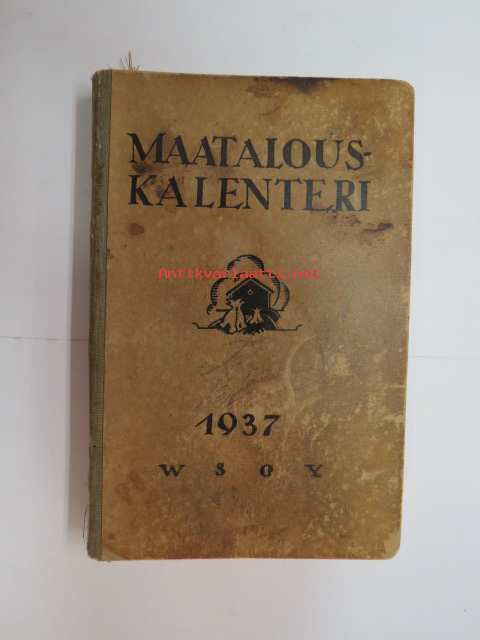 MAATALOUS-
KALENTERI
Antikvariaatti.net
1937
WSOY